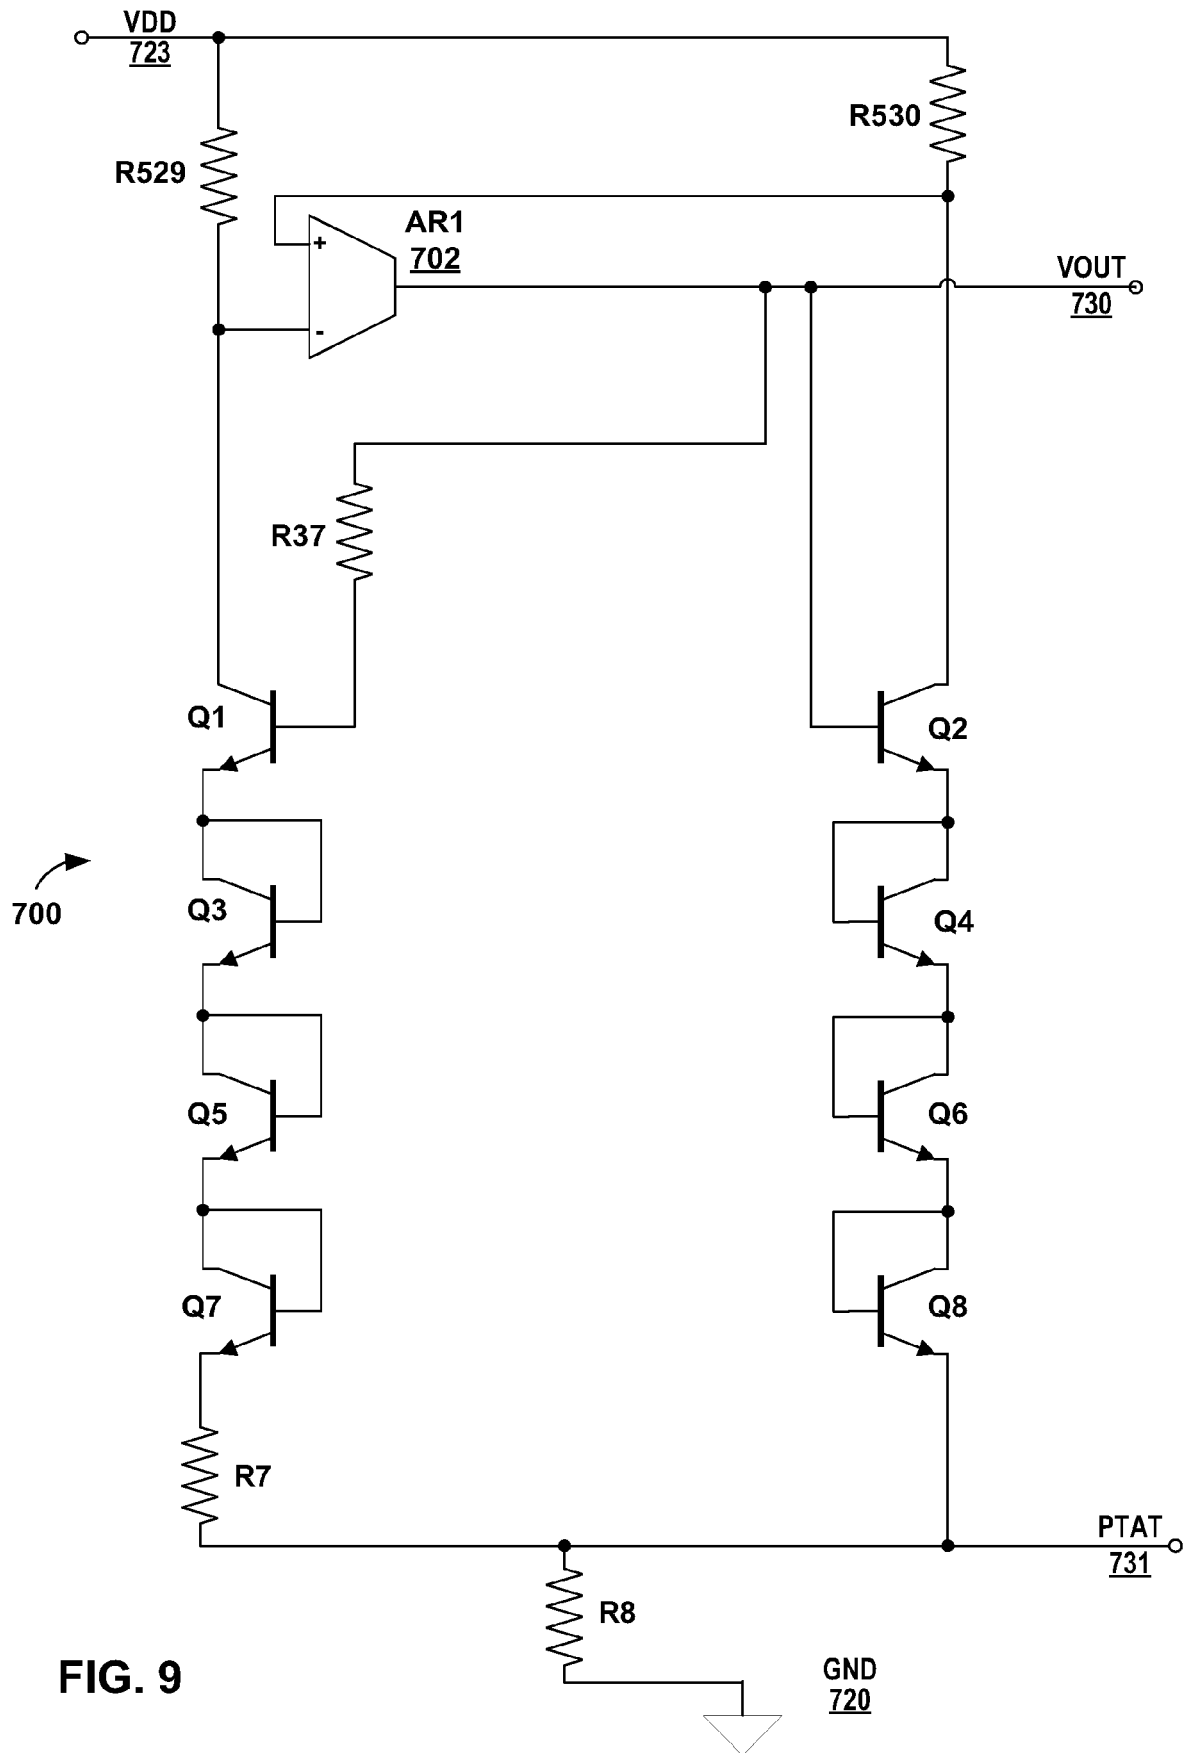 VDD
723
R530
R529
AR1
702
+
-
VOUT
730
R37
Q1
Q2
700
Q3
Q4
Q5
Q6
Q7
Q8
R7
PTAT
731
R8
GND
720
FIG. 9